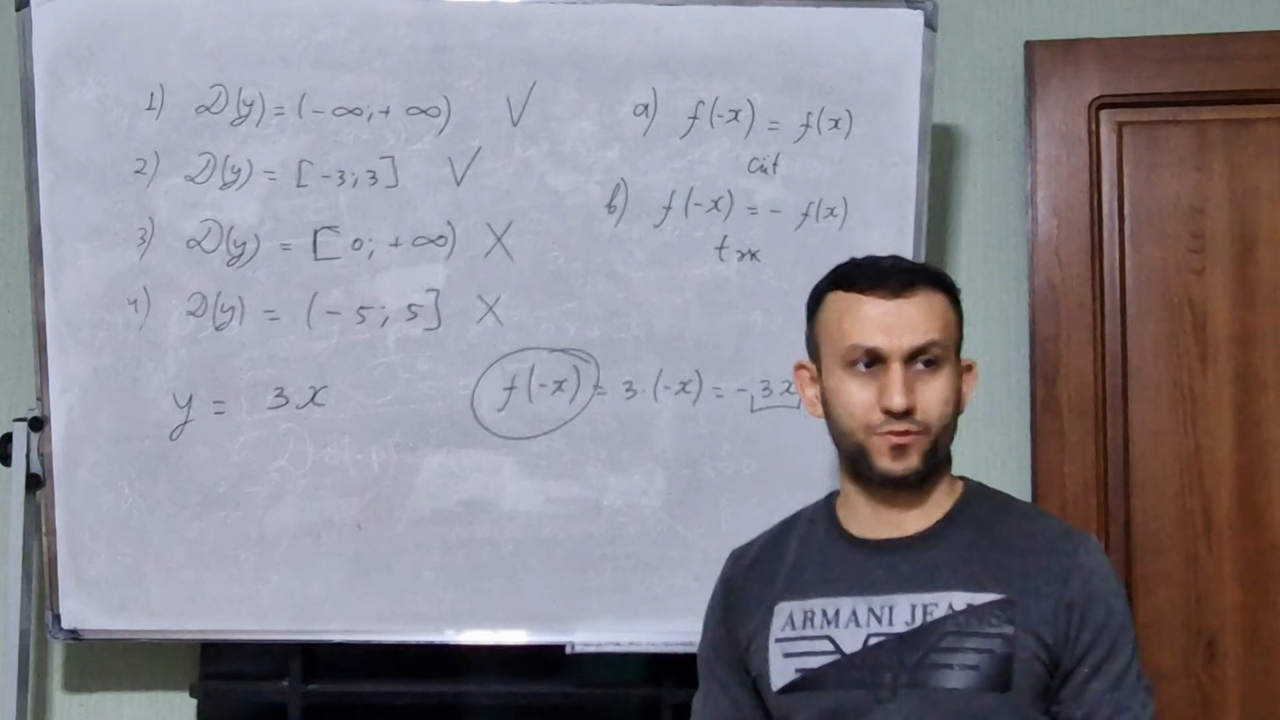 1) D(y) = (-∞; +∞) V
2) D(y) = [-3; 3] V
3) D(y) = [0; +∞) X
4) D(y) = (-5; 5] X
y = 3x
a) f(-x) = f(x)
cüt
b) f(-x) = - f(x)
tək
f(-x) = 3·(-x) = -3x
ARMANI JEANS